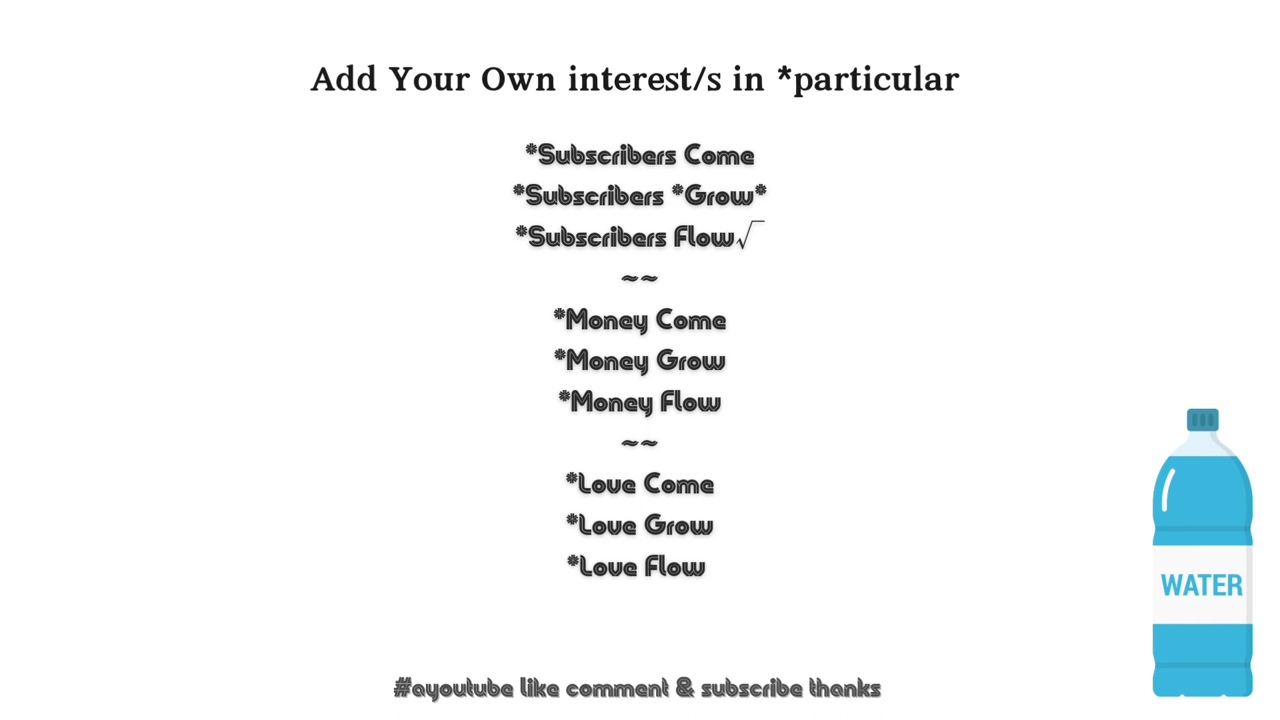 Add Your Own interest/s in *particular
*Subscribers Come
*Subscribers *Grow*
*Subscribers Flow√
~~
*Money Come
*Money Grow
*Money Flow
~~
*Love Come
*Love Grow
*Love Flow
WATER
#ayoutube like comment & subscribe thanks